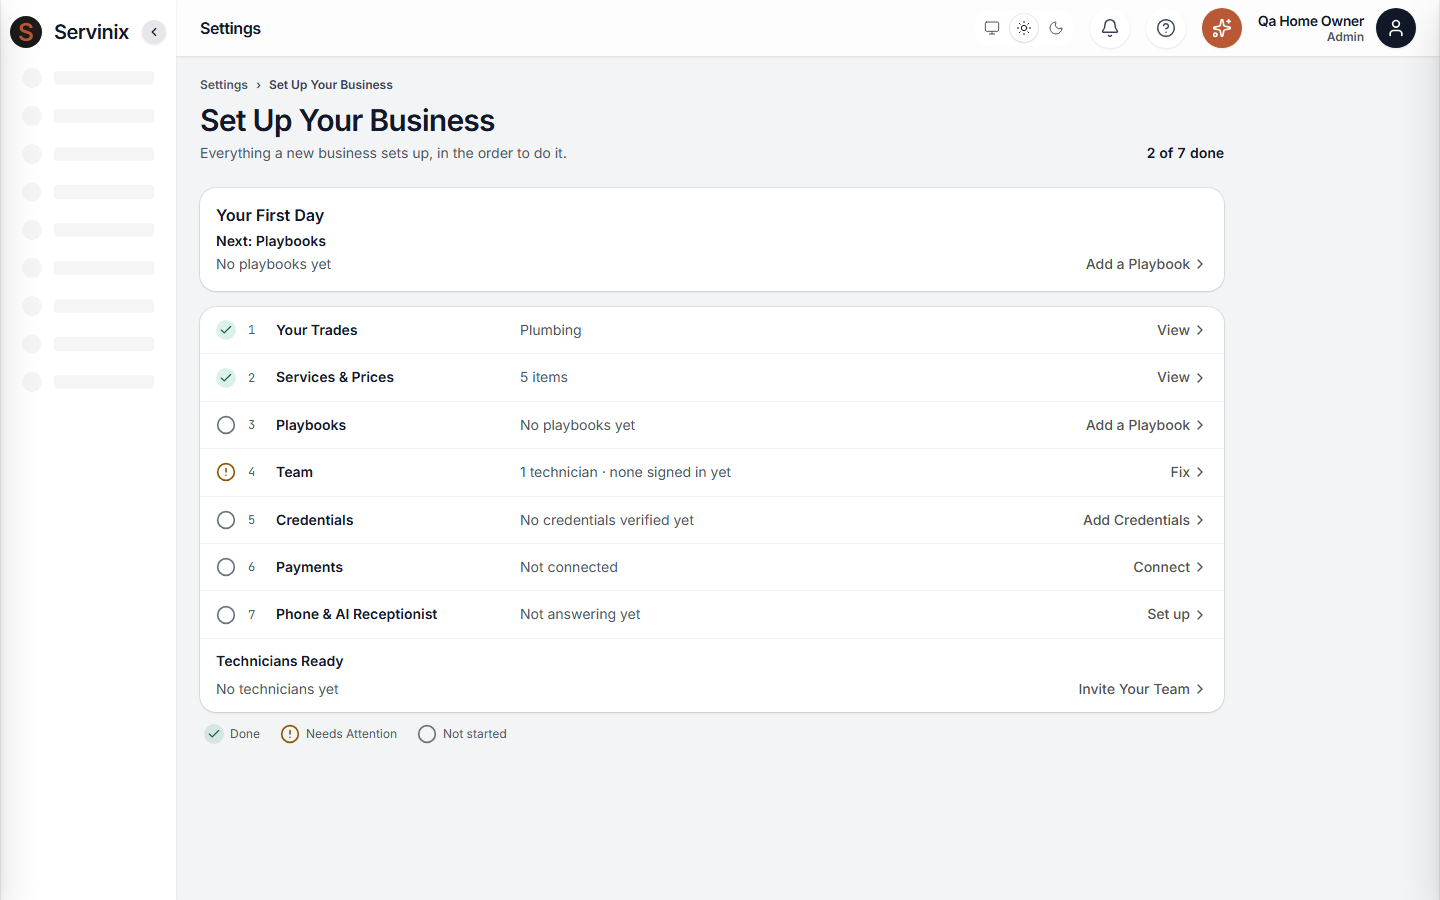 S Servinix
Settings
Qa Home Owner
Admin
Settings › Set Up Your Business
Set Up Your Business
Everything a new business sets up, in the order to do it.
2 of 7 done
Your First Day
Next: Playbooks
No playbooks yet
Add a Playbook
1 Your Trades Plumbing View
2 Services & Prices 5 items View
3 Playbooks No playbooks yet Add a Playbook
4 Team 1 technician · none signed in yet Fix
5 Credentials No credentials verified yet Add Credentials
6 Payments Not connected Connect
7 Phone & AI Receptionist Not answering yet Set up
Technicians Ready
No technicians yet
Invite Your Team
Done Needs Attention Not started